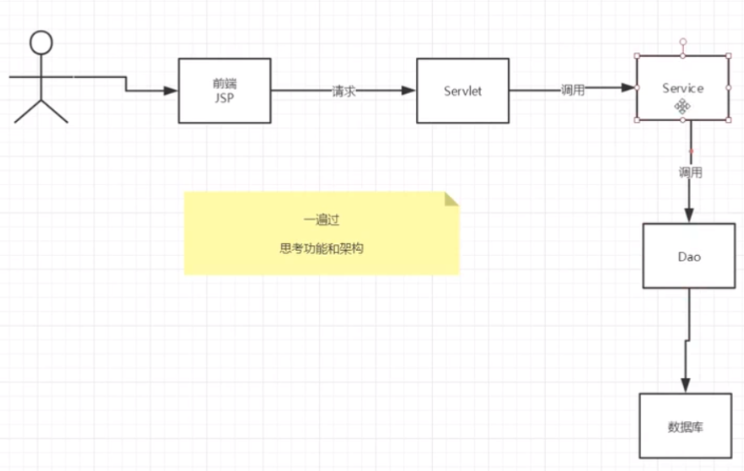 前端
JSP
请求
Servlet
调用
Service
调用
一遍过
思考功能和架构
Dao
数据库